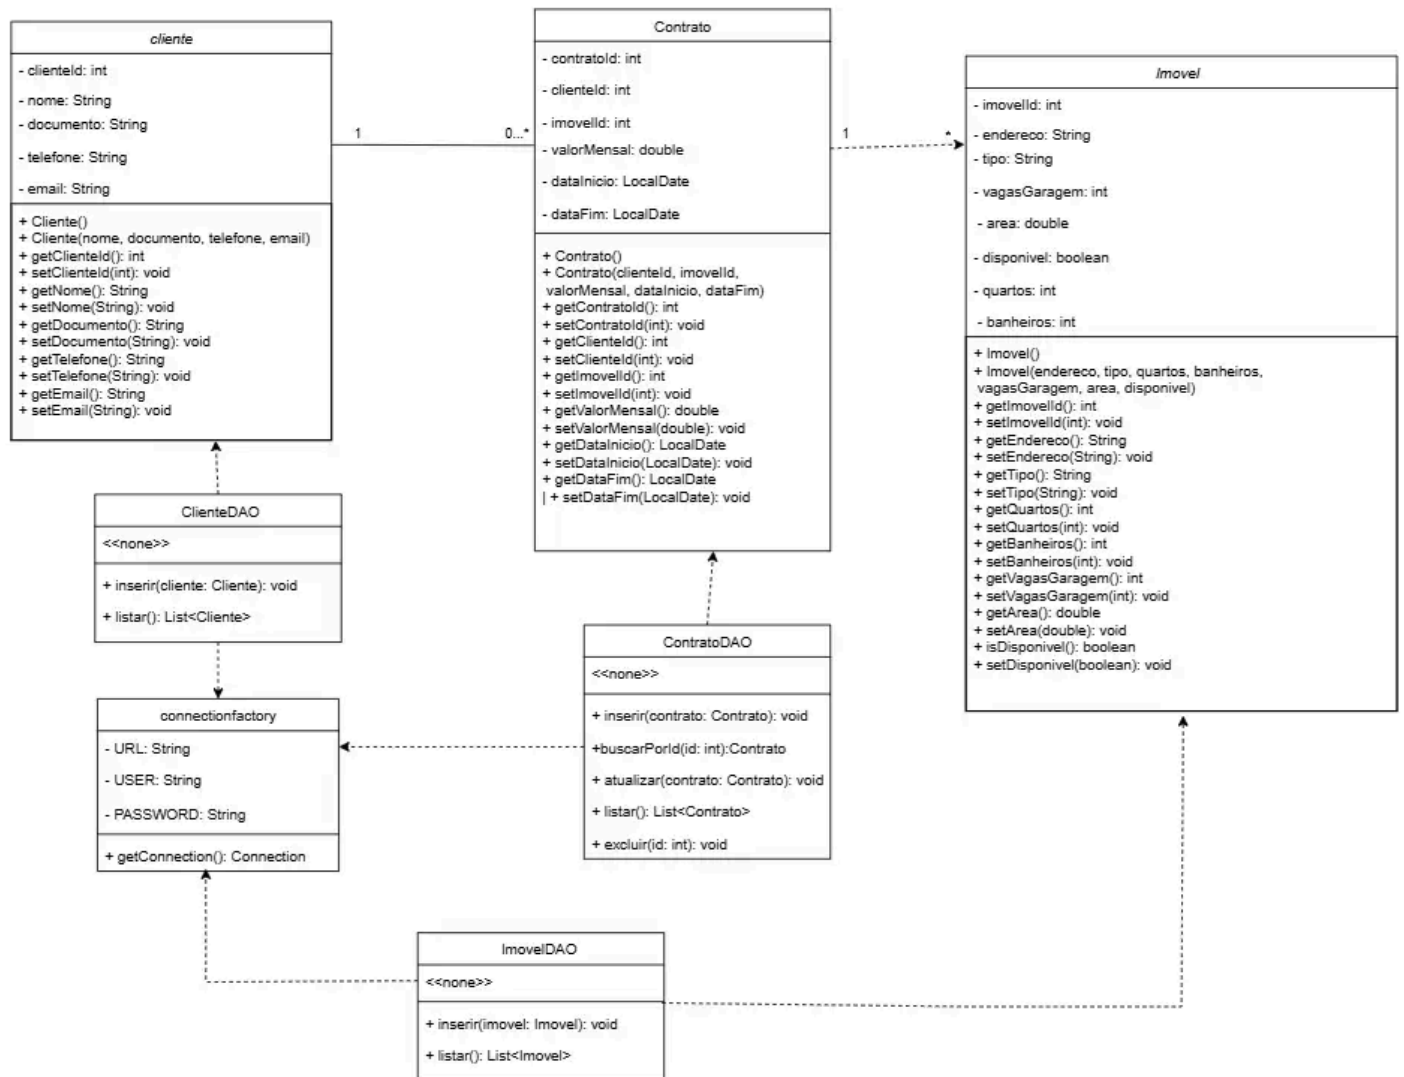 cliente
- clienteId: int
- nome: String
- documento: String
- telefone: String
- email: String
+ Cliente()
+ Cliente(nome, documento, telefone, email)
+ getClienteId(): int
+ setClienteId(int): void
+ getNome(): String
+ setNome(String): void
+ getDocumento(): String
+ setDocumento(String): void
+ getTelefone(): String
+ setTelefone(String): void
+ getEmail(): String
+ setEmail(String): void
1
0...*
Contrato
- contratoId: int
- clienteId: int
- imovelId: int
- valorMensal: double
- dataInicio: LocalDate
- dataFim: LocalDate
+ Contrato()
+ Contrato(clienteId, imovelId,
valorMensal, dataInicio, dataFim)
+ getContratoId(): int
+ setContratoId(int): void
+ getClienteId(): int
+ setClienteId(int): void
+ getImovelId(): int
+ setImovelId(int): void
+ getValorMensal(): double
+ setValorMensal(double): void
+ getDataInicio(): LocalDate
+ setDataInicio(LocalDate): void
+ getDataFim(): LocalDate
| + setDataFim(LocalDate): void
1
*
Imovel
- imovelId: int
- endereco: String
- tipo: String
- vagasGaragem: int
- area: double
- disponivel: boolean
- quartos: int
- banheiros: int
+ Imovel()
+ Imovel(endereco, tipo, quartos, banheiros,
vagasGaragem, area, disponivel)
+ getImovelId(): int
+ setImovelId(int): void
+ getEndereco(): String
+ setEndereco(String): void
+ getTipo(): String
+ setTipo(String): void
+ getQuartos(): int
+ setQuartos(int): void
+ getBanheiros(): int
+ setBanheiros(int): void
+ getVagasGaragem(): int
+ setVagasGaragem(int): void
+ getArea(): double
+ setArea(double): void
+ isDisponivel(): boolean
+ setDisponivel(boolean): void
ClienteDAO
<<none>>
+ inserir(cliente: Cliente): void
+ listar(): List<Cliente>
connectionfactory
- URL: String
- USER: String
- PASSWORD: String
+ getConnection(): Connection
ContratoDAO
<<none>>
+ inserir(contrato: Contrato): void
+buscarPorId(id: int):Contrato
+ atualizar(contrato: Contrato): void
+ listar(): List<Contrato>
+ excluir(id: int): void
ImovelDAO
<<none>>
+ inserir(imovel: Imovel): void
+ listar(): List<Imovel>